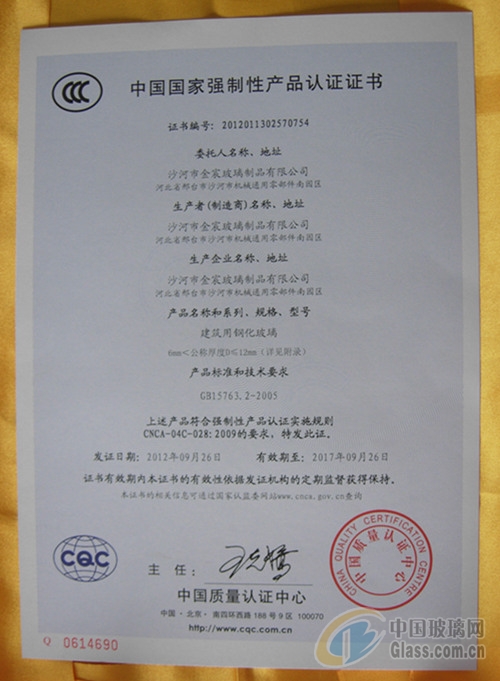 中国国家强制性产品认证证书
证书编号：2012011302570754
委托人名称、地址
沙河市金宸玻璃制品有限公司
河北省邢台市沙河市机械通用零部件南园区
生产者(制造商)名称、地址
沙河市金宸玻璃制品有限公司
河北省邢台市沙河市机械通用零部件南园区
生产企业名称、地址
沙河市金宸玻璃制品有限公司
河北省邢台市沙河市机械通用零部件南园区
产品名称和系列、规格、型号
建筑用钢化玻璃
6mm＜公称厚度D≤12mm（详见附录）
产品标准和技术要求
GB15763.2-2005
上述产品符合强制性产品认证实施规则
CNCA-04C-028:2009的要求，特发此证。
发证日期：2012年09月26日 有效期至：2017年09月26日
证书有效期内本证书的有效性依据发证机构的定期监督获得保持。
本证书的相关信息可通过国家认监委网站www.cnca.gov.cn查询
CQC
主任：
CHINA QUALITY CERTIFICATION CENTRE
中国质量认证中心
中国质量认证中心
中国·北京·南四环西路188号9区 100070
http://www.cqc.com.cn
Q 0614690
中国玻璃网
Glass.com.cn